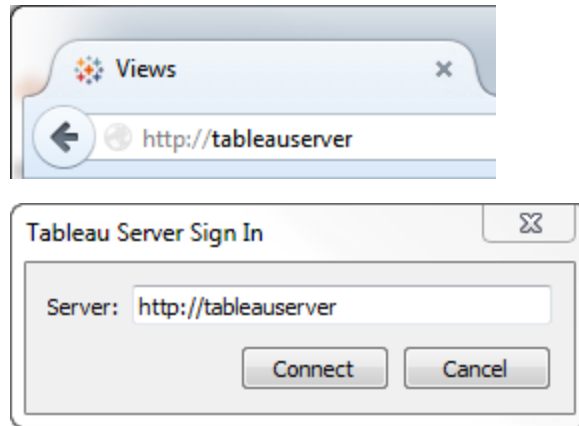 Views
http://tableauserver
Tableau Server Sign In
Server: http://tableauserver
Connect Cancel